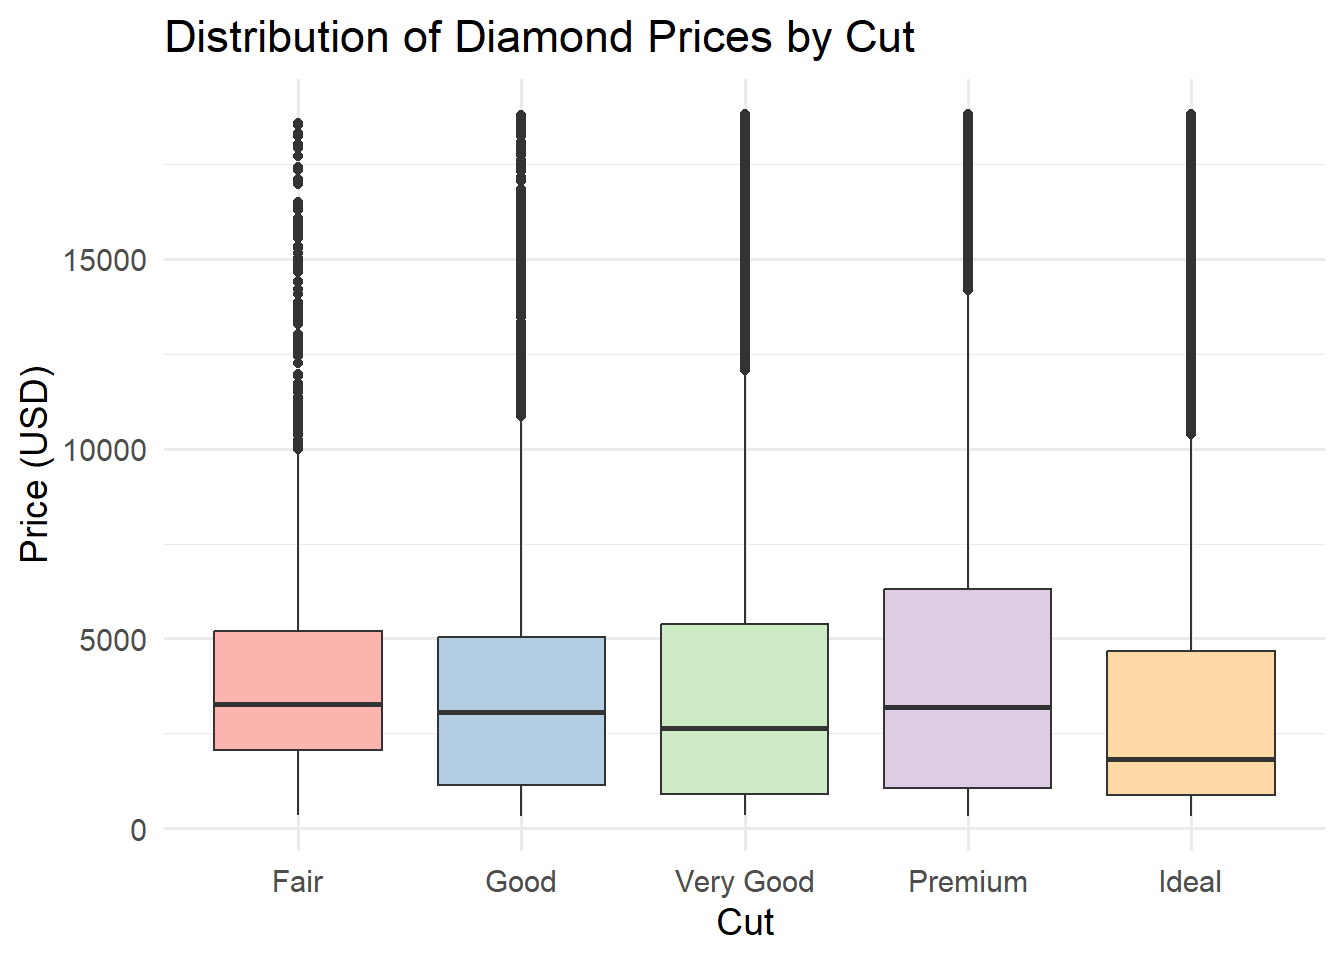 Distribution of Diamond Prices by Cut
Price (USD)
15000
10000
5000
0
Fair Good Very Good Premium Ideal
Cut